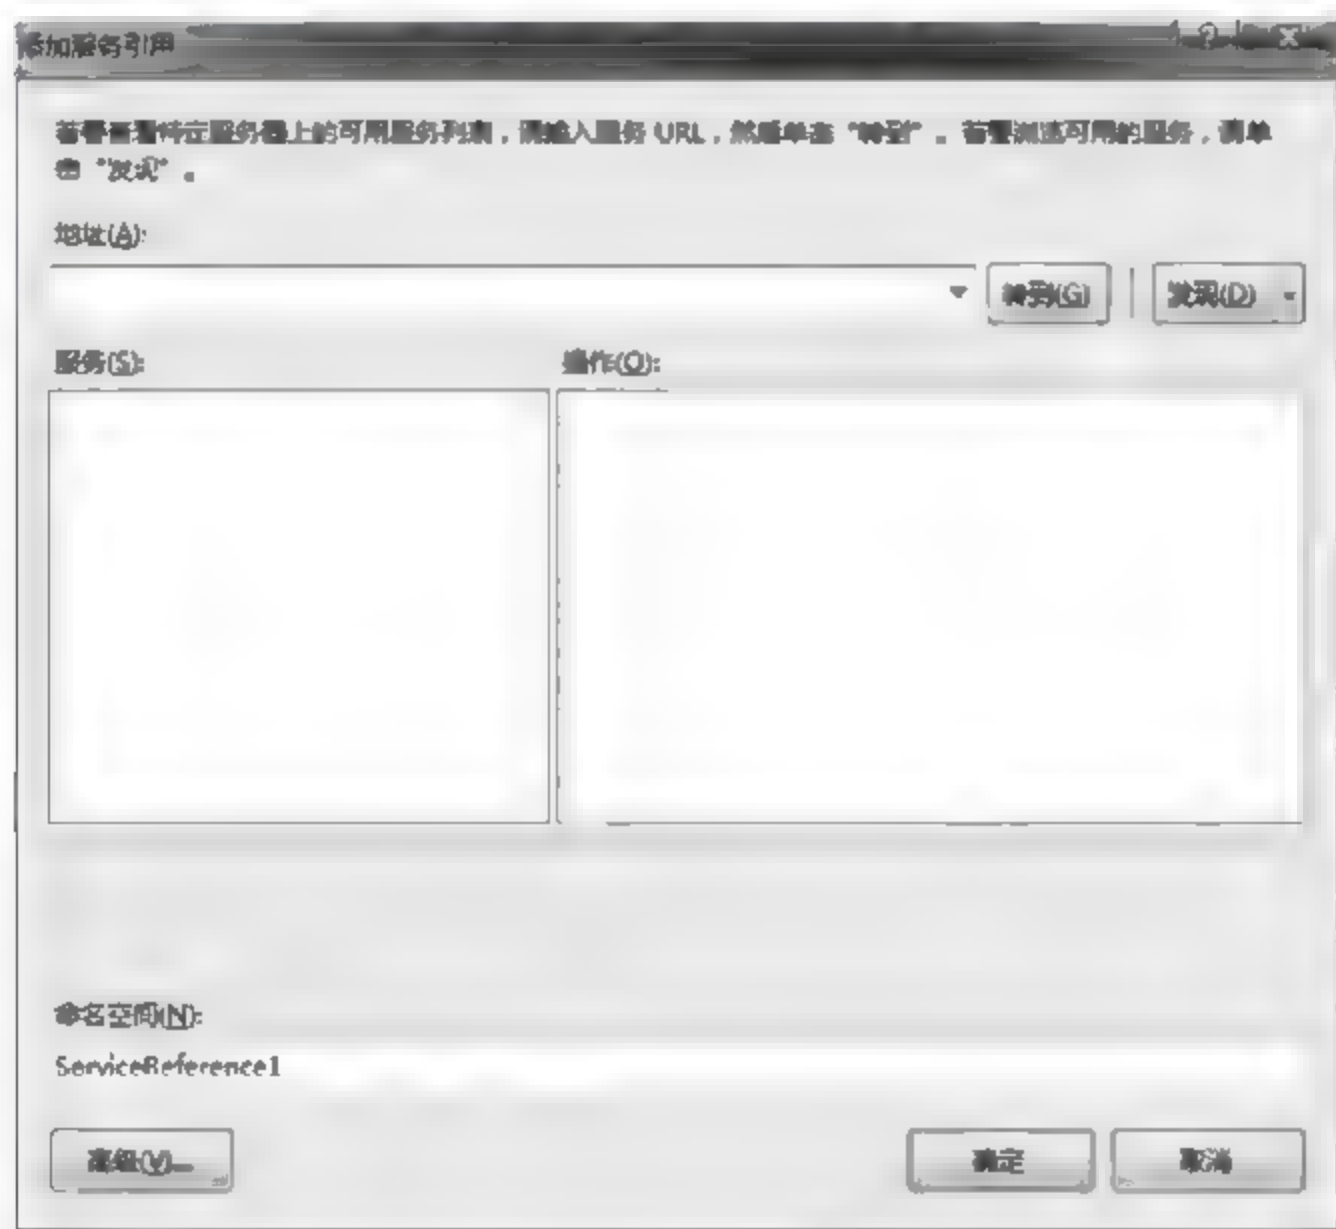 添加服务引用
若要查看特定服务器上的可用服务列表，请输入服务 URL，然后单击“转到”。若要浏览可用的服务，请单
击“发现”。
地址(A):
转到(G)
发现(D)
服务(S):
操作(O):
命名空间(N):
ServiceReference1
高级(V)...
确定
取消